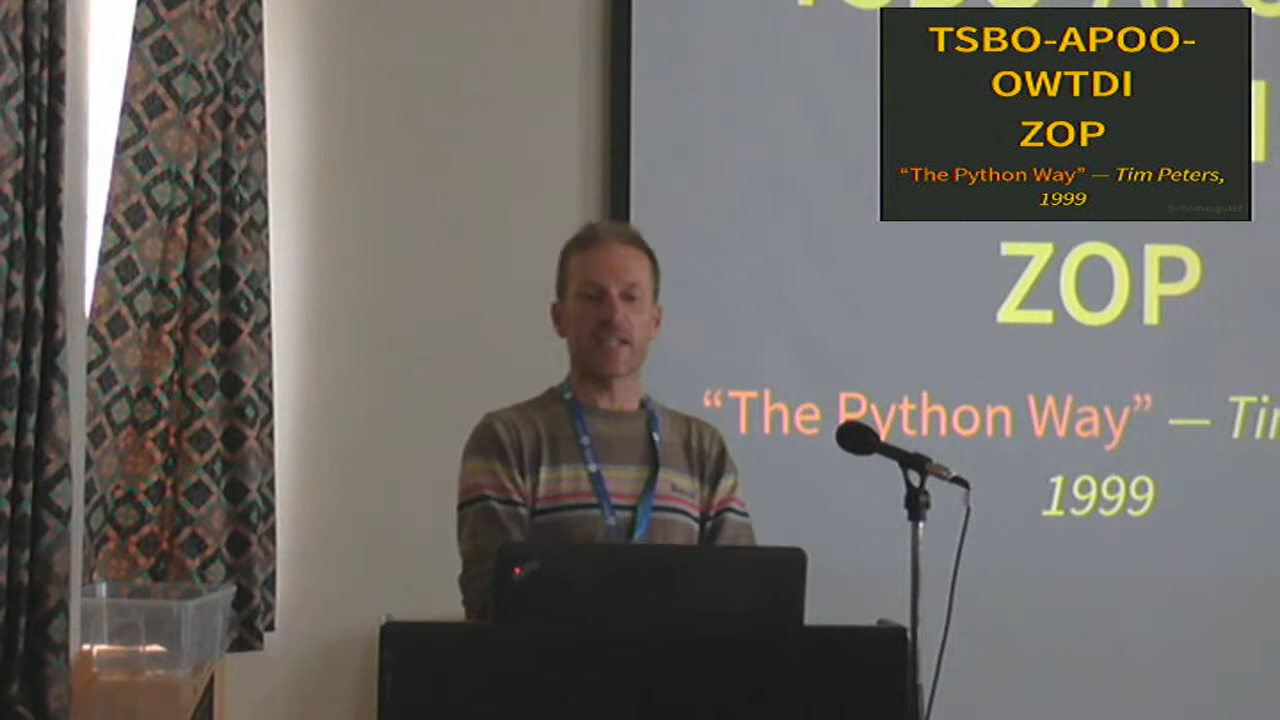 TSBO-APOO-
OWTDI
ZOP
“The Python Way” — Tim Peters,
1999
ZOP
“The Python Way” — Ti
1999